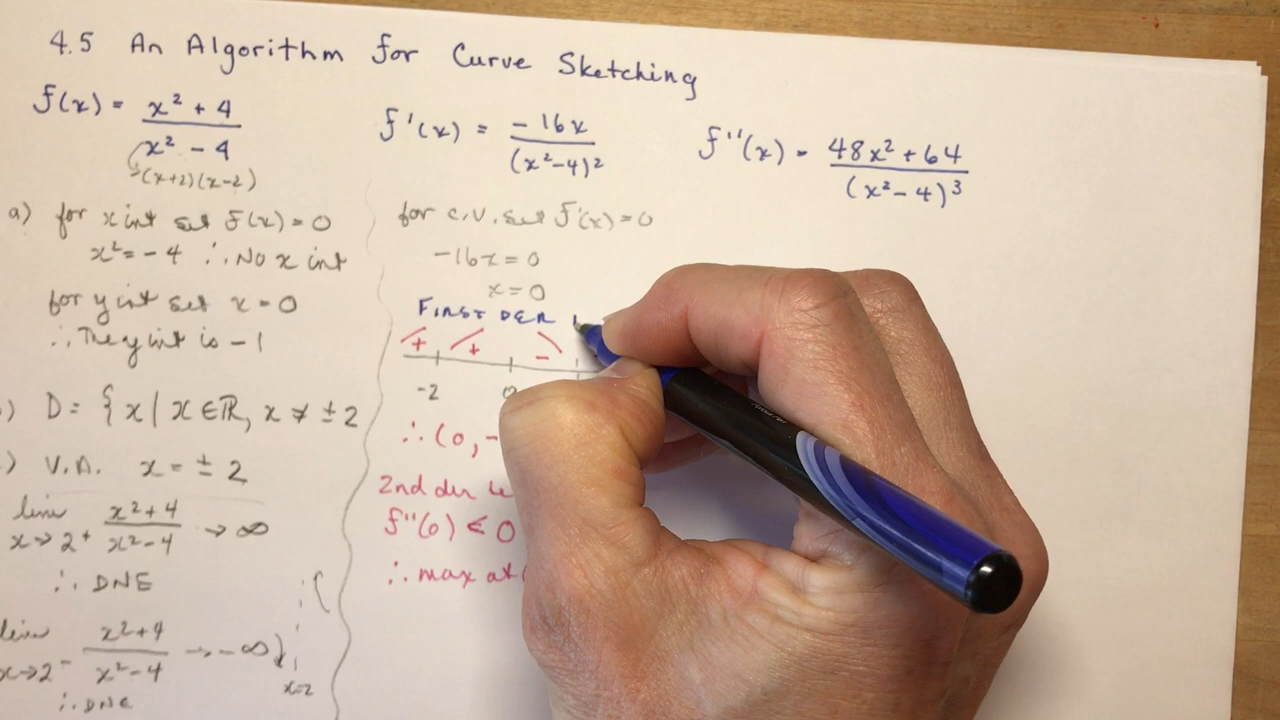 4.5 An Algorithm for Curve Sketching
f(x) = x² + 4 / x² - 4
(x+2)(x-2)
f'(x) = -16x / (x²-4)²
f''(x) = 48x² + 64 / (x² - 4)³
a) for x int set f(x) = 0
x² = -4 ∴ No x int
for y int set x = 0
∴ The y int is -1
) D = { x | x ∈ ℝ, x ≠ ± 2
) V.A. x = ± 2
lim x→2⁺ x²+4 / x²-4 → ∞
∴ DNE
lim x→2⁻ x²+4 / x²-4 → -∞
x=2
∴ DNE
for c.v. set f'(x) = 0
-16x = 0
x = 0
FIRST DER
+ + -
-2 0
∴ (0, -
2nd der te
f''(0) < 0
∴ max at (